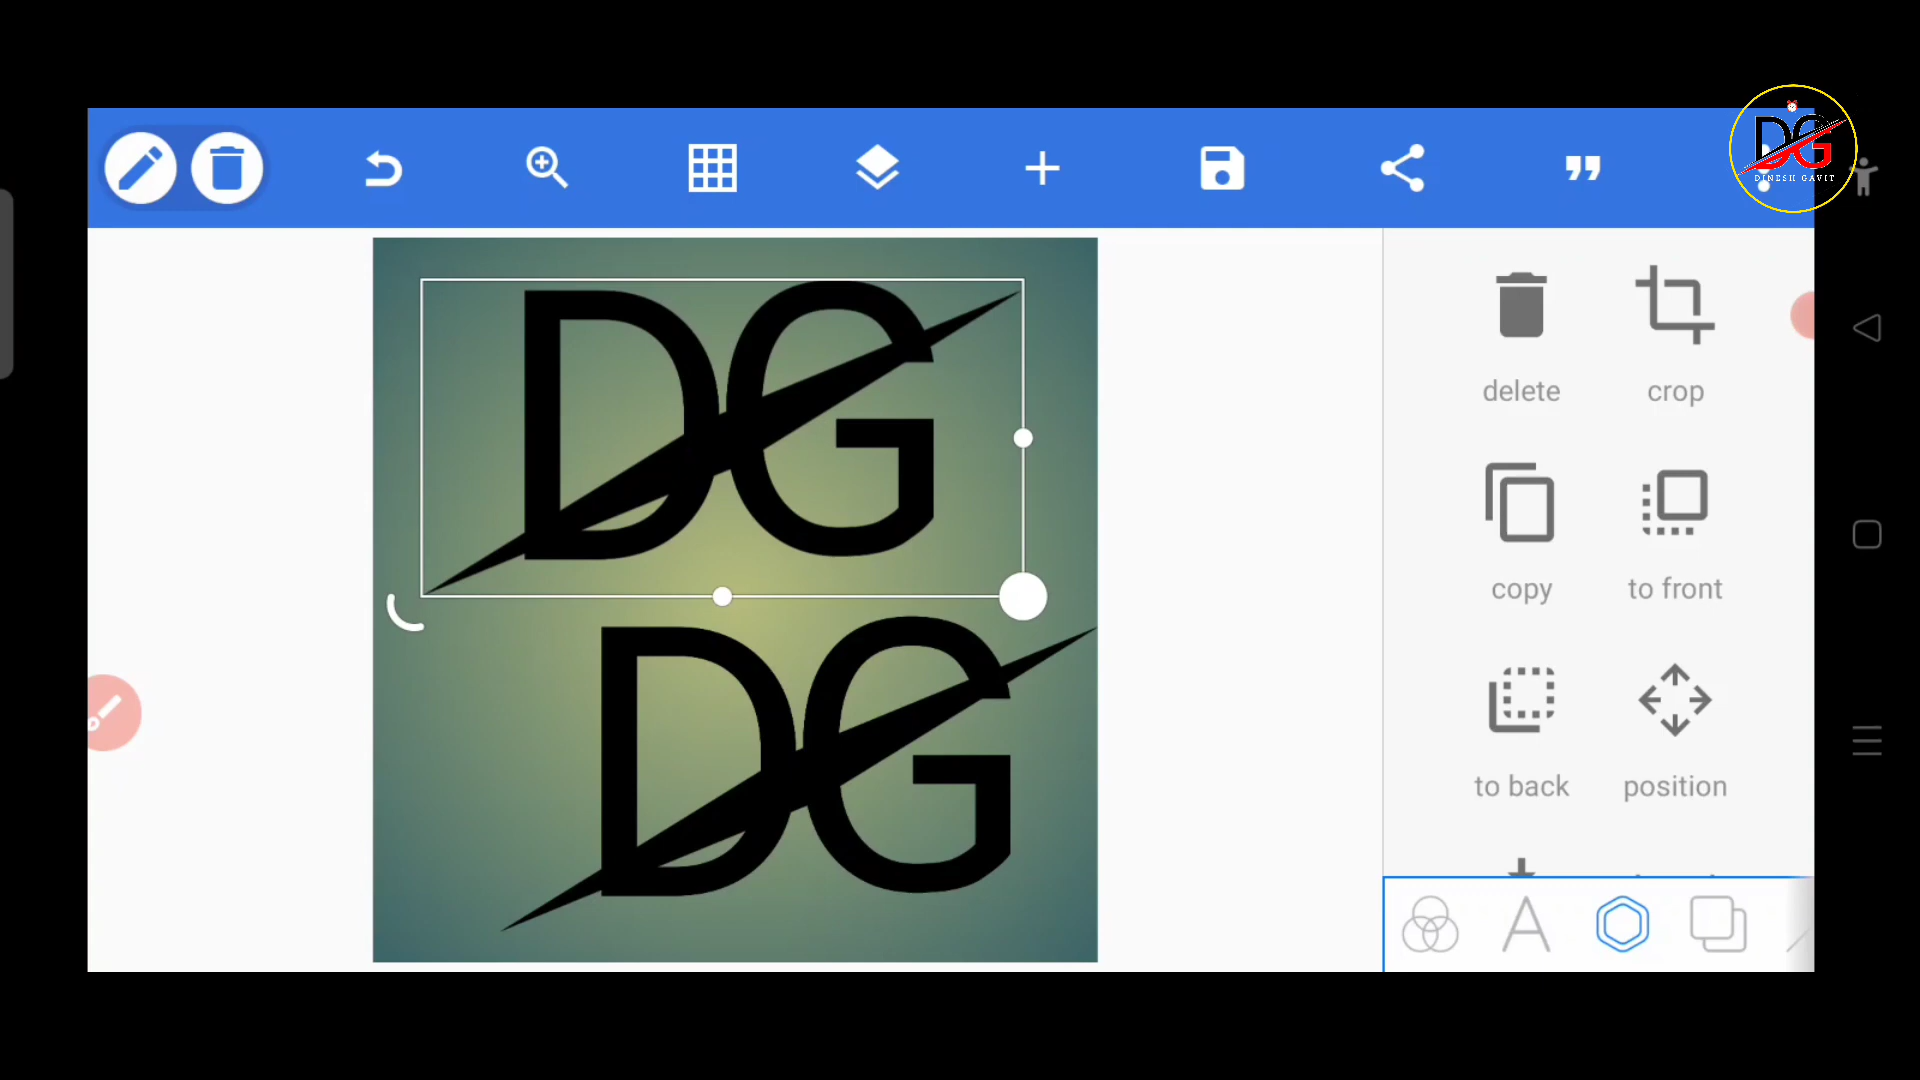 DG
DINESH GAVIT
DG
delete
crop
copy
to front
DG
to back
position